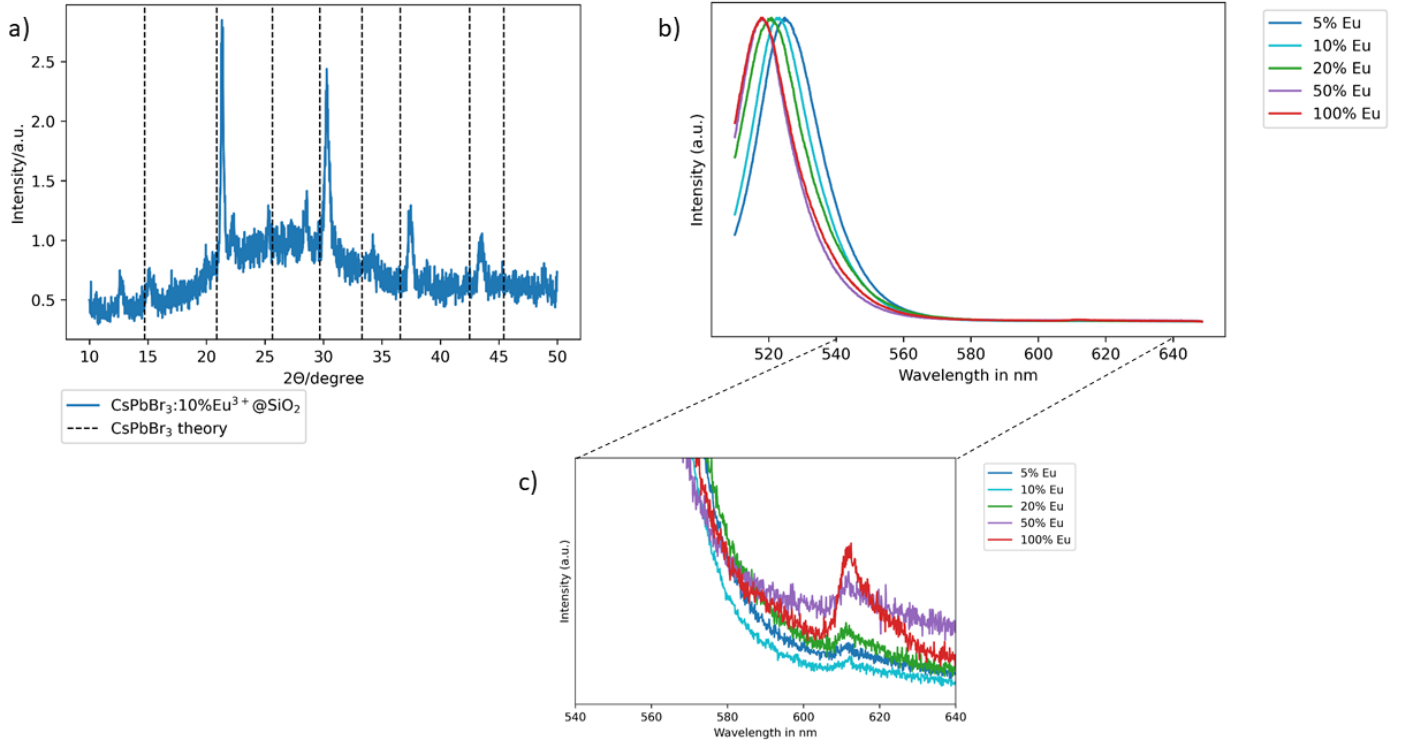 a)
Intensity/a.u.
2.5
2.0
1.5
1.0
0.5
10 15 20 25 30 35 40 45 50
2Θ/degree
CsPbBr₃:10%Eu³⁺@SiO₂
CsPbBr₃ theory
b)
Intensity (a.u.)
520 540 560 580 600 620 640
Wavelength in nm
5% Eu
10% Eu
20% Eu
50% Eu
100% Eu
c)
Intensity (a.u.)
540 560 580 600 620 640
Wavelength in nm
5% Eu
10% Eu
20% Eu
50% Eu
100% Eu